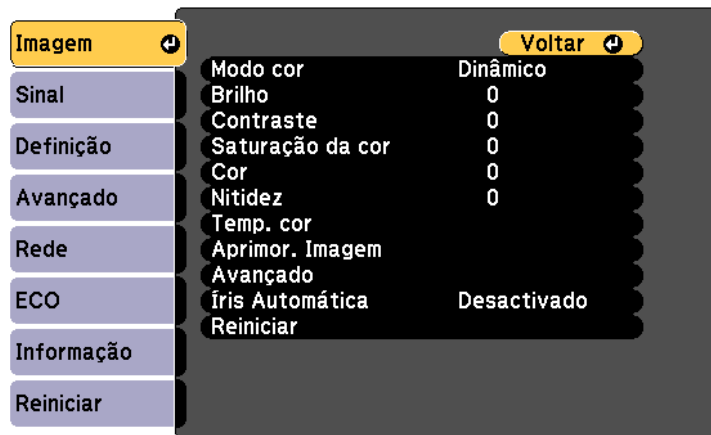 Imagem
Sinal
Definição
Avançado
Rede
ECO
Informação
Reiniciar
Voltar
Modo cor Dinâmico
Brilho 0
Contraste 0
Saturação da cor 0
Cor 0
Nitidez 0
Temp. cor
Aprimor. Imagem
Avançado
Íris Automática Desactivado
Reiniciar